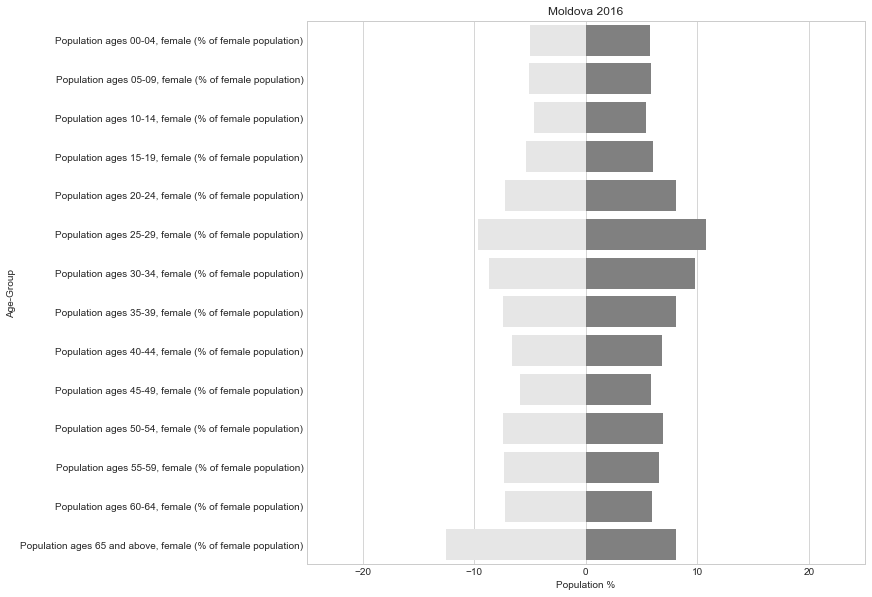 Moldova 2016
Population ages 00-04, female (% of female population)
Population ages 05-09, female (% of female population)
Population ages 10-14, female (% of female population)
Population ages 15-19, female (% of female population)
Population ages 20-24, female (% of female population)
Population ages 25-29, female (% of female population)
Population ages 30-34, female (% of female population)
Population ages 35-39, female (% of female population)
Population ages 40-44, female (% of female population)
Population ages 45-49, female (% of female population)
Population ages 50-54, female (% of female population)
Population ages 55-59, female (% of female population)
Population ages 60-64, female (% of female population)
Population ages 65 and above, female (% of female population)
Age-Group
−20 −10 0 10 20
Population %